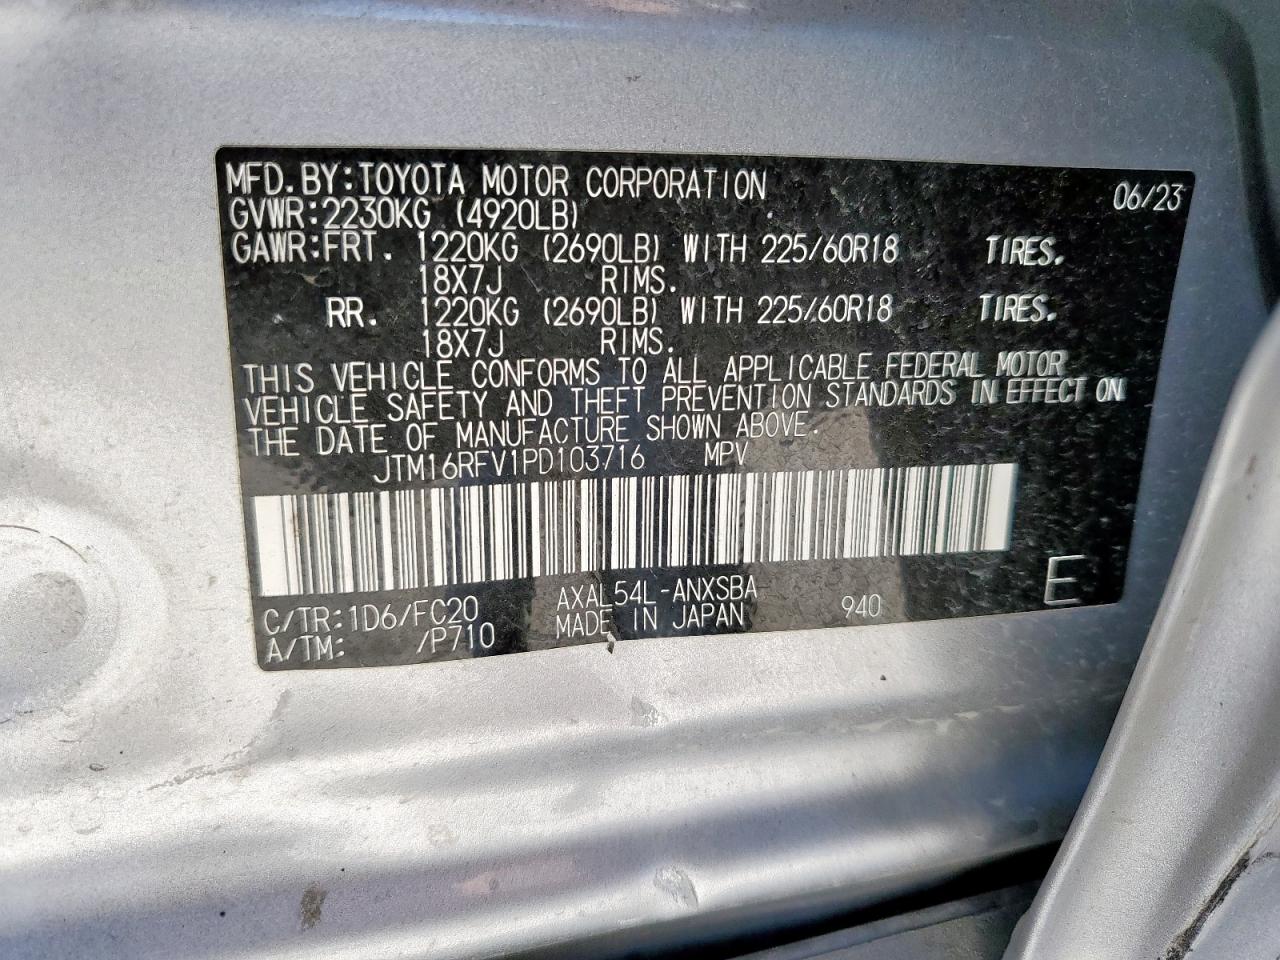 MFD.BY:TOYOTA MOTOR CORPORATION 06/23
GVWR:2230KG (4920LB)
GAWR:FRT. 1220KG (2690LB) WITH 225/60R18 TIRES.
18X7J RIMS.
RR. 1220KG (2690LB) WITH 225/60R18 TIRES.
18X7J RIMS.
THIS VEHICLE CONFORMS TO ALL APPLICABLE FEDERAL MOTOR
VEHICLE SAFETY AND THEFT PREVENTION STANDARDS IN EFFECT ON
THE DATE OF MANUFACTURE SHOWN ABOVE.
JTM16RFV1PD103716 MPV
E
C/TR:1D6/FC20 AXAL54L-ANXSBA 940
A/TM: /P710 MADE IN JAPAN